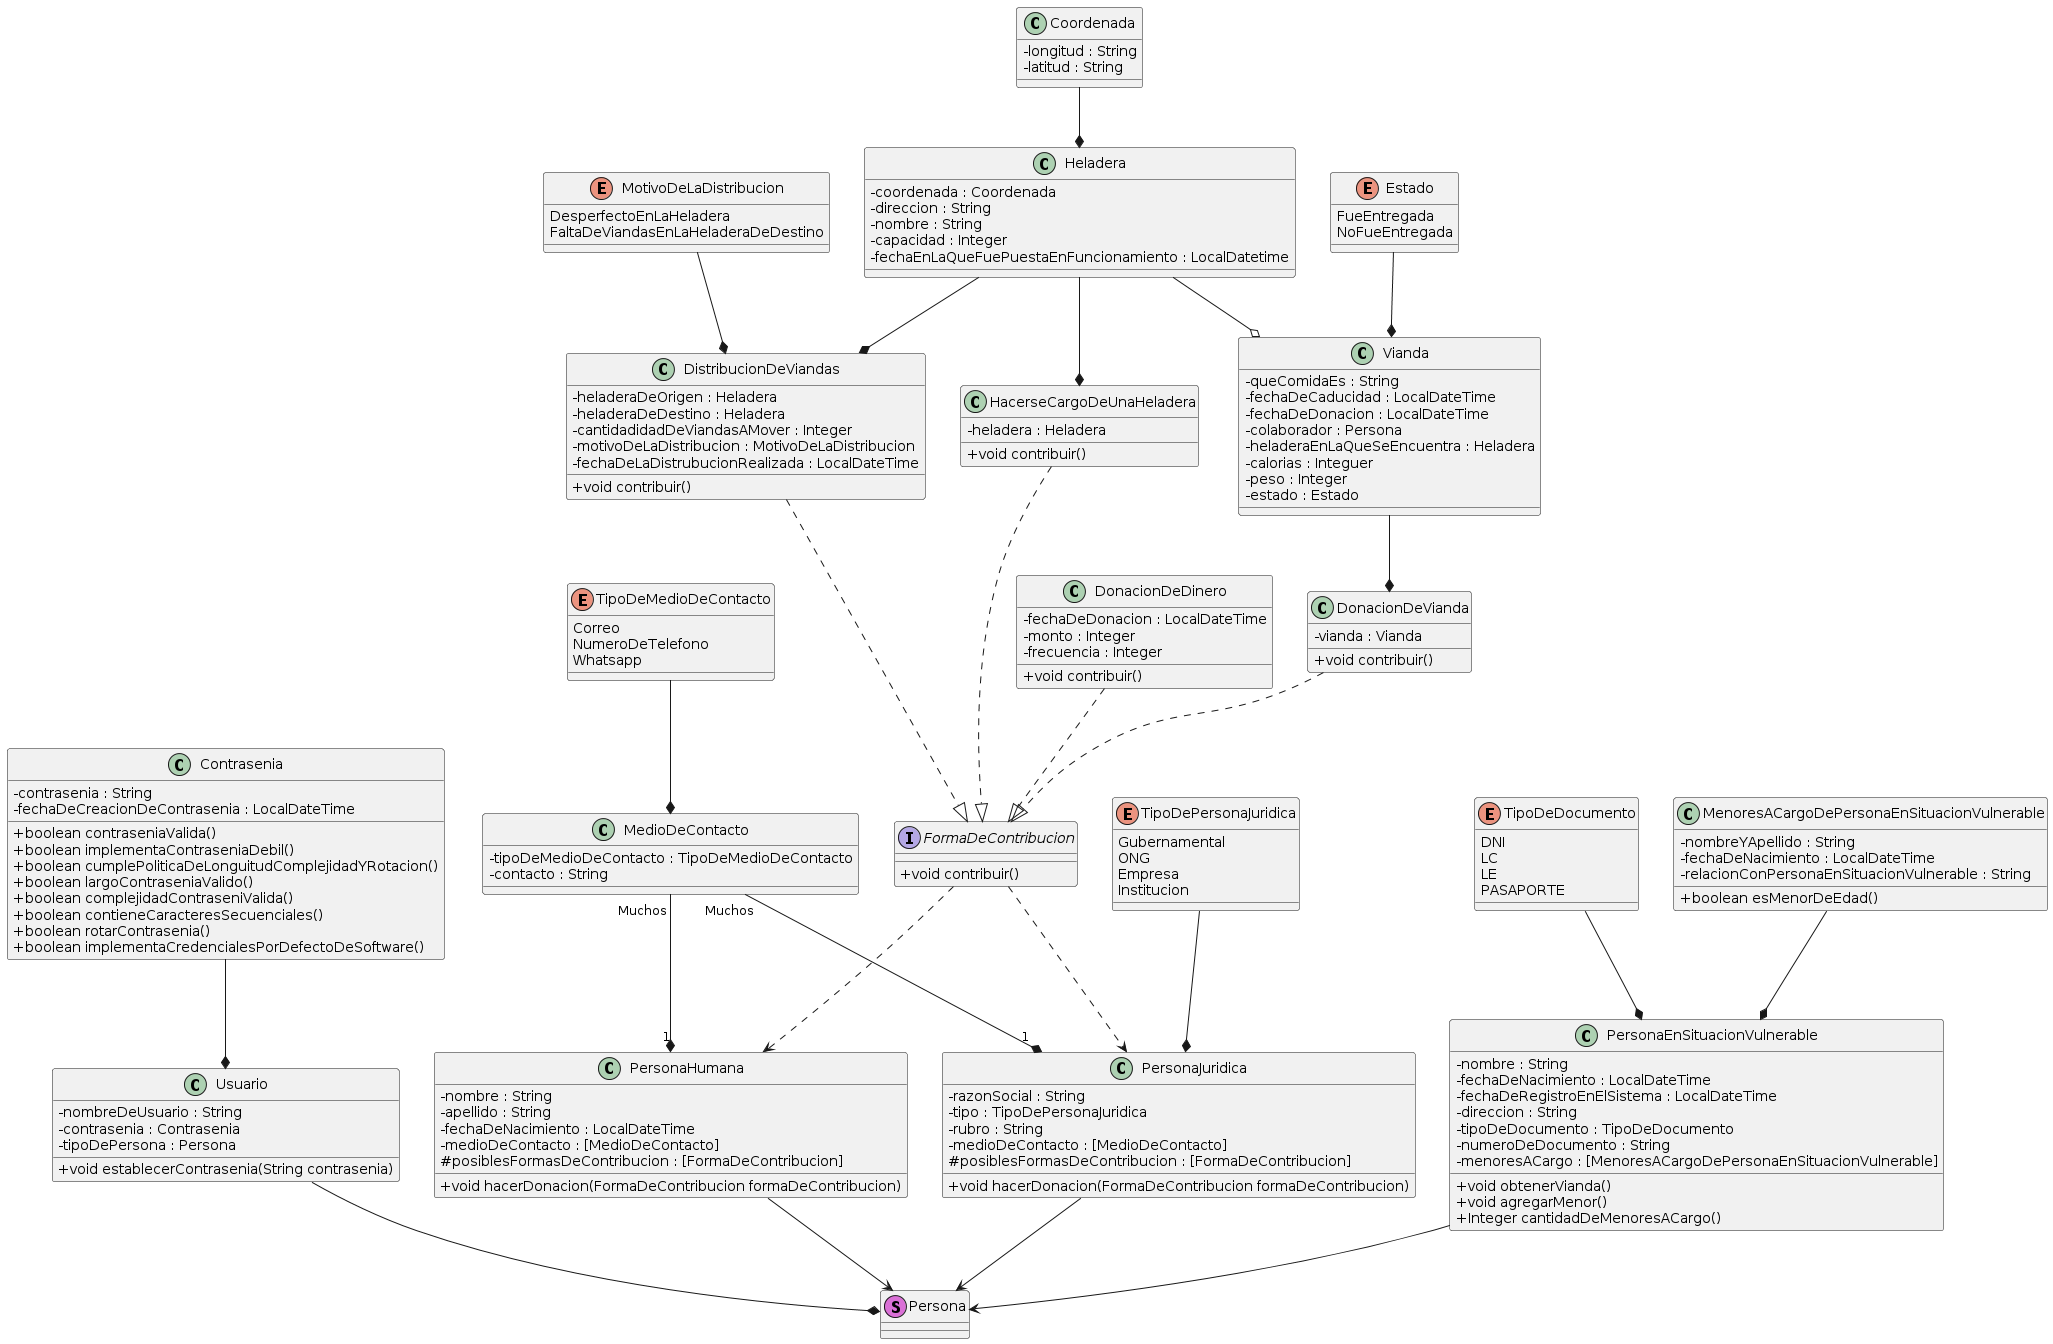 C Coordenada
-longitud : String
-latitud : String
E MotivoDeLaDistribucion
DesperfectoEnLaHeladera
FaltaDeViandasEnLaHeladeraDeDestino
C Heladera
-coordenada : Coordenada
-direccion : String
-nombre : String
-capacidad : Integer
-fechaEnLaQueFuePuestaEnFuncionamiento : LocalDatetime
E Estado
FueEntregada
NoFueEntregada
C DistribucionDeViandas
-heladeraDeOrigen : Heladera
-heladeraDeDestino : Heladera
-cantidadidadDeViandasAMover : Integer
-motivoDeLaDistribucion : MotivoDeLaDistribucion
-fechaDeLaDistrubucionRealizada : LocalDateTime
+void contribuir()
C HacerseCargoDeUnaHeladera
-heladera : Heladera
+void contribuir()
C Vianda
-queComidaEs : String
-fechaDeCaducidad : LocalDateTime
-fechaDeDonacion : LocalDateTime
-colaborador : Persona
-heladeraEnLaQueSeEncuentra : Heladera
-calorias : Integuer
-peso : Integer
-estado : Estado
E TipoDeMedioDeContacto
Correo
NumeroDeTelefono
Whatsapp
C DonacionDeDinero
-fechaDeDonacion : LocalDateTime
-monto : Integer
-frecuencia : Integer
+void contribuir()
C DonacionDeVianda
-vianda : Vianda
+void contribuir()
C Contrasenia
-contrasenia : String
-fechaDeCreacionDeContrasenia : LocalDateTime
+boolean contraseniaValida()
+boolean implementaContraseniaDebil()
+boolean cumplePoliticaDeLonguitudComplejidadYRotacion()
+boolean largoContraseniaValido()
+boolean complejidadContraseniValida()
+boolean contieneCaracteresSecuenciales()
+boolean rotarContrasenia()
+boolean implementaCredencialesPorDefectoDeSoftware()
C MedioDeContacto
-tipoDeMedioDeContacto : TipoDeMedioDeContacto
-contacto : String
I FormaDeContribucion
+void contribuir()
E TipoDePersonaJuridica
Gubernamental
ONG
Empresa
Institucion
E TipoDeDocumento
DNI
LC
LE
PASAPORTE
C MenoresACargoDePersonaEnSituacionVulnerable
-nombreYApellido : String
-fechaDeNacimiento : LocalDateTime
-relacionConPersonaEnSituacionVulnerable : String
+boolean esMenorDeEdad()
Muchos
Muchos
1
1
C Usuario
-nombreDeUsuario : String
-contrasenia : Contrasenia
-tipoDePersona : Persona
+void establecerContrasenia(String contrasenia)
C PersonaHumana
-nombre : String
-apellido : String
-fechaDeNacimiento : LocalDateTime
-medioDeContacto : [MedioDeContacto]
#posiblesFormasDeContribucion : [FormaDeContribucion]
+void hacerDonacion(FormaDeContribucion formaDeContribucion)
C PersonaJuridica
-razonSocial : String
-tipo : TipoDePersonaJuridica
-rubro : String
-medioDeContacto : [MedioDeContacto]
#posiblesFormasDeContribucion : [FormaDeContribucion]
+void hacerDonacion(FormaDeContribucion formaDeContribucion)
C PersonaEnSituacionVulnerable
-nombre : String
-fechaDeNacimiento : LocalDateTime
-fechaDeRegistroEnElSistema : LocalDateTime
-direccion : String
-tipoDeDocumento : TipoDeDocumento
-numeroDeDocumento : String
-menoresACargo : [MenoresACargoDePersonaEnSituacionVulnerable]
+void obtenerVianda()
+void agregarMenor()
+Integer cantidadDeMenoresACargo()
S Persona